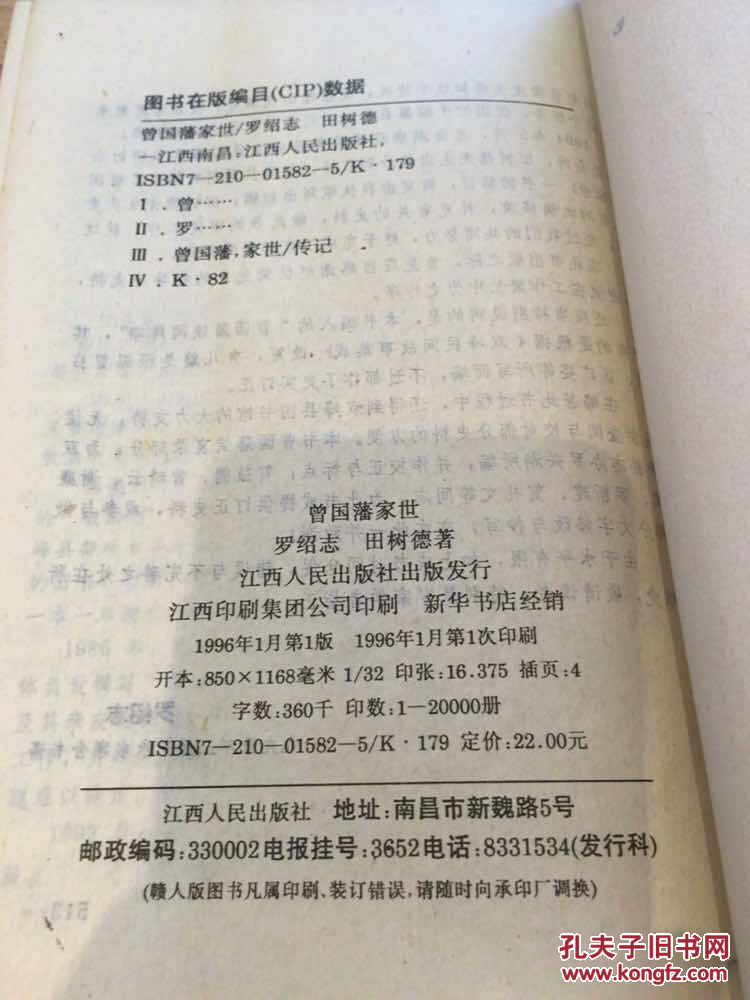 图书在版编目(CIP)数据
曾国藩家世/罗绍志 田树德
—江西南昌:江西人民出版社,
ISBN7—210—01582—5/K·179
Ⅰ.曾……
Ⅱ.罗……
Ⅲ.曾国藩,家世/传记
Ⅳ.K·82
曾国藩家世
罗绍志 田树德著
江西人民出版社出版发行
江西印刷集团公司印刷 新华书店经销
1996年1月第1版 1996年1月第1次印刷
开本:850×1168毫米 1/32 印张:16.375 插页:4
字数:360千 印数:1—20000册
ISBN7—210—01582—5/K·179 定价:22.00元
江西人民出版社 地址:南昌市新魏路5号
邮政编码:330002电报挂号:3652电话:8331534(发行科)
(赣人版图书凡属印刷、装订错误,请随时向承印厂调换)
孔夫子旧书网
www.kongfz.com